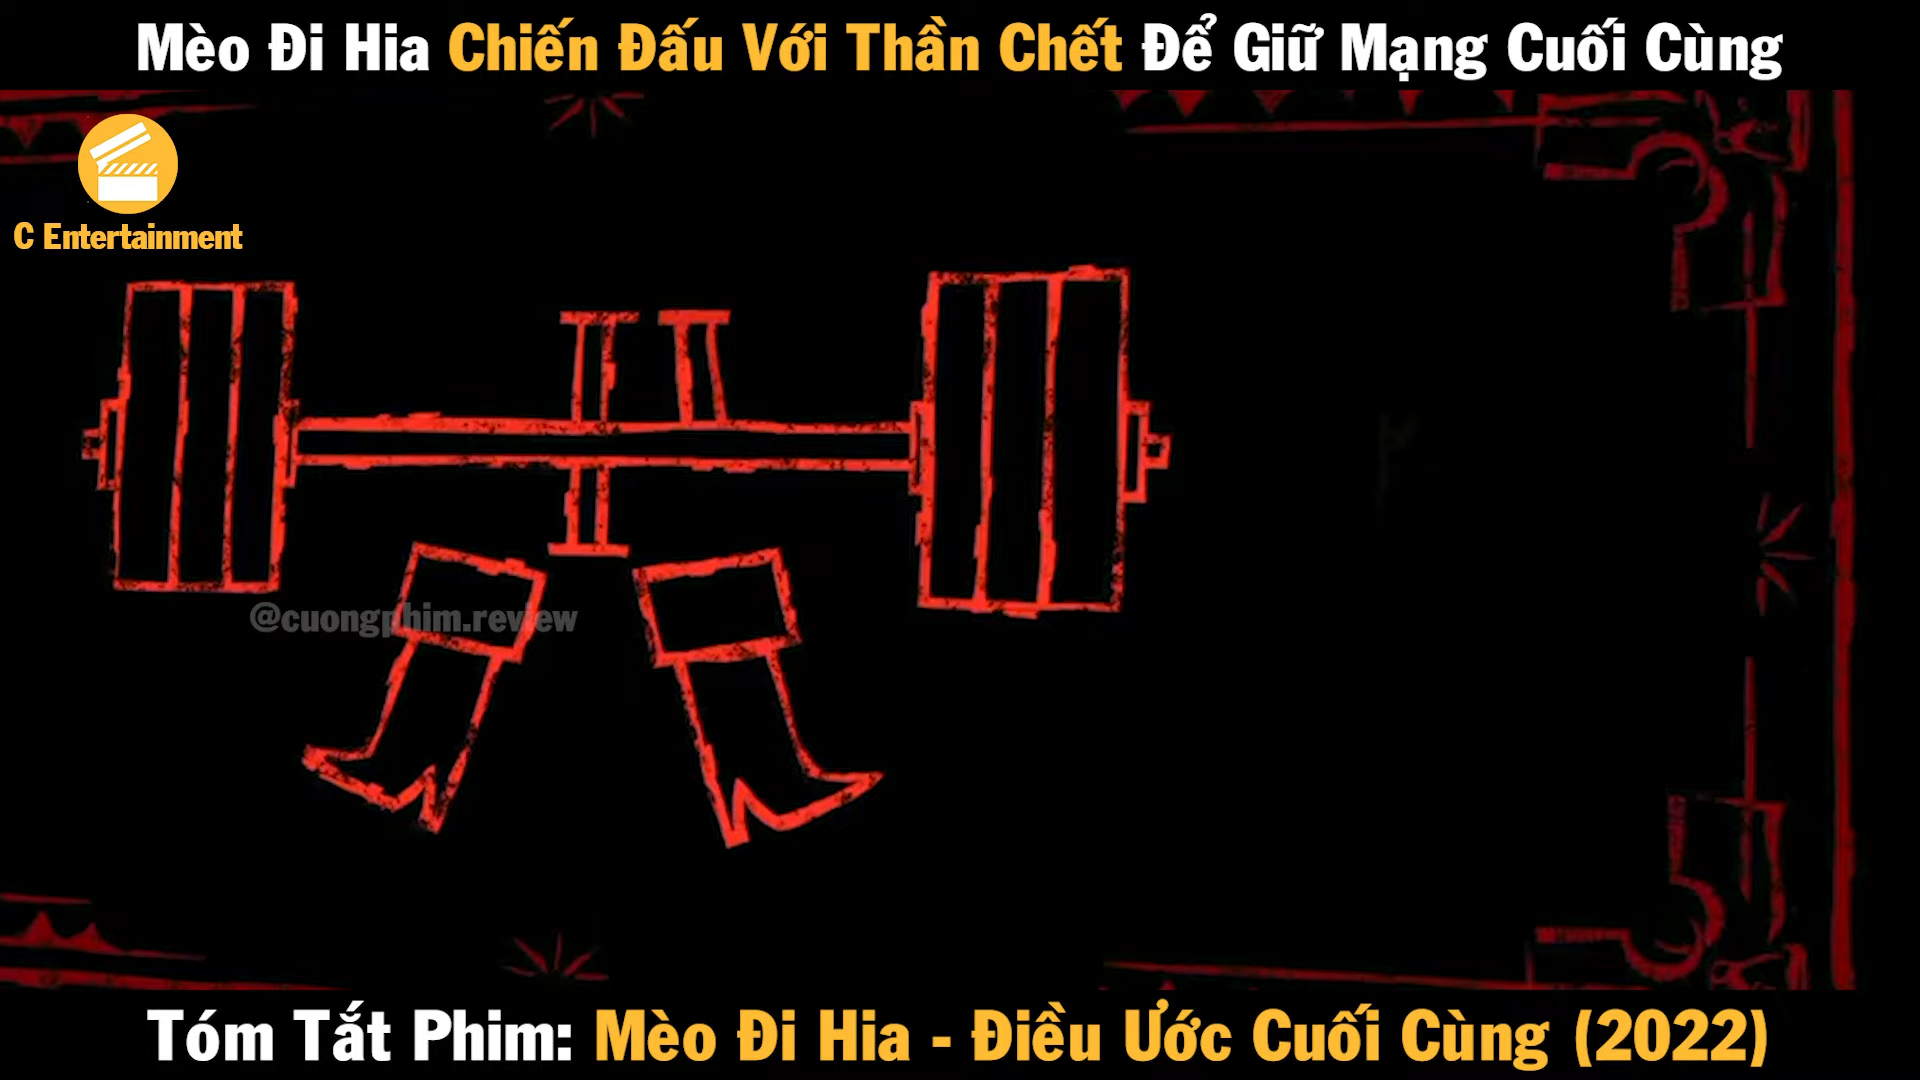 Mèo Đi Hia Chiến Đấu Với Thần Chết Để Giữ Mạng Cuối Cùng
C Entertainment
@cuongphim.review
Tóm Tắt Phim: Mèo Đi Hia - Điều Ước Cuối Cùng (2022)